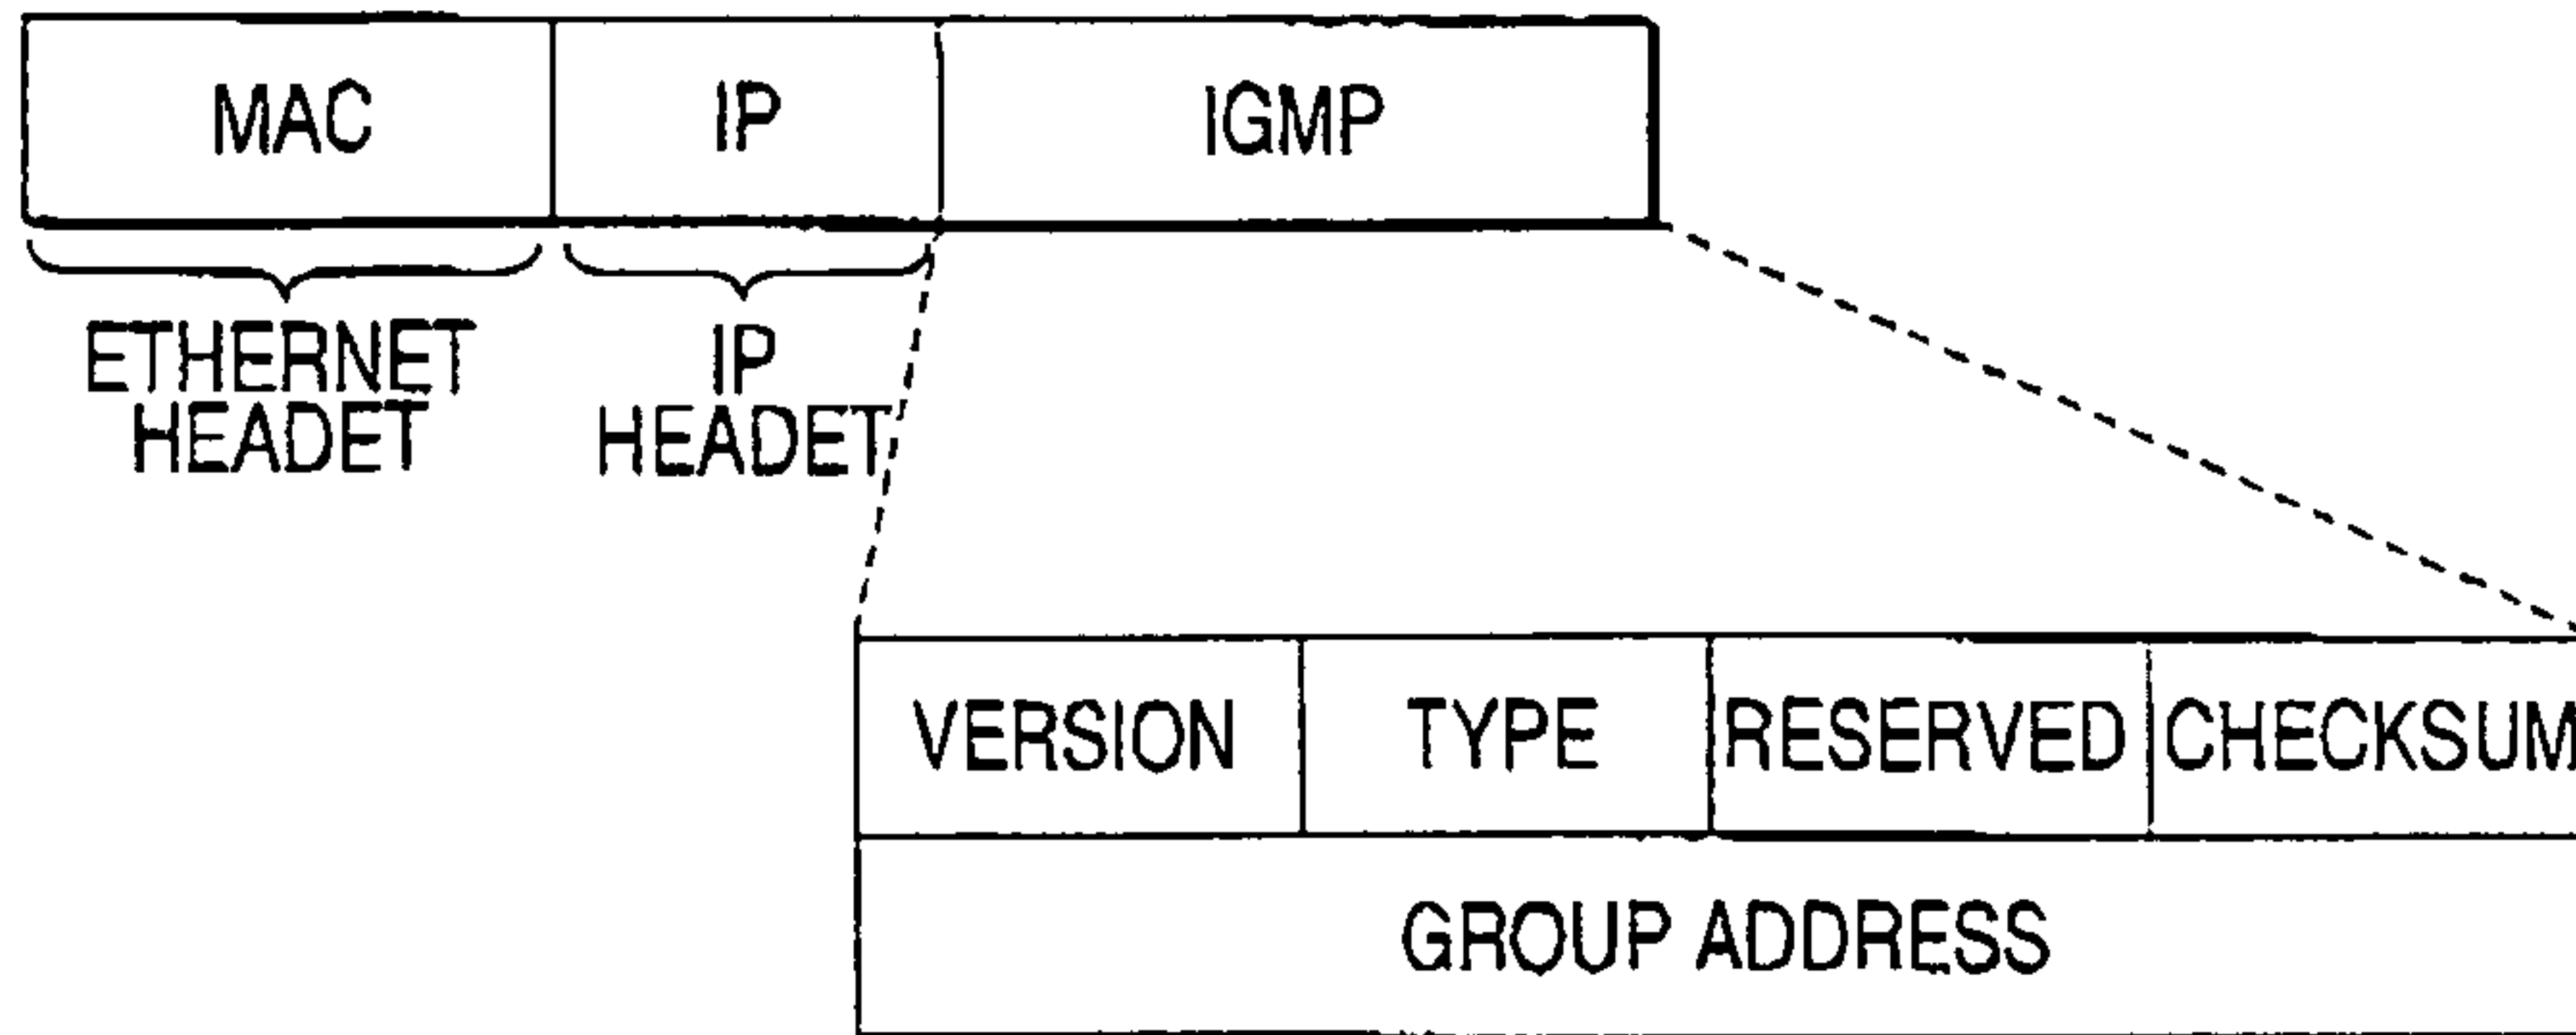 MAC IP IGMP
ETHERNET
HEADET
IP
HEADET
VERSION TYPE RESERVED CHECKSUM
GROUP ADDRESS